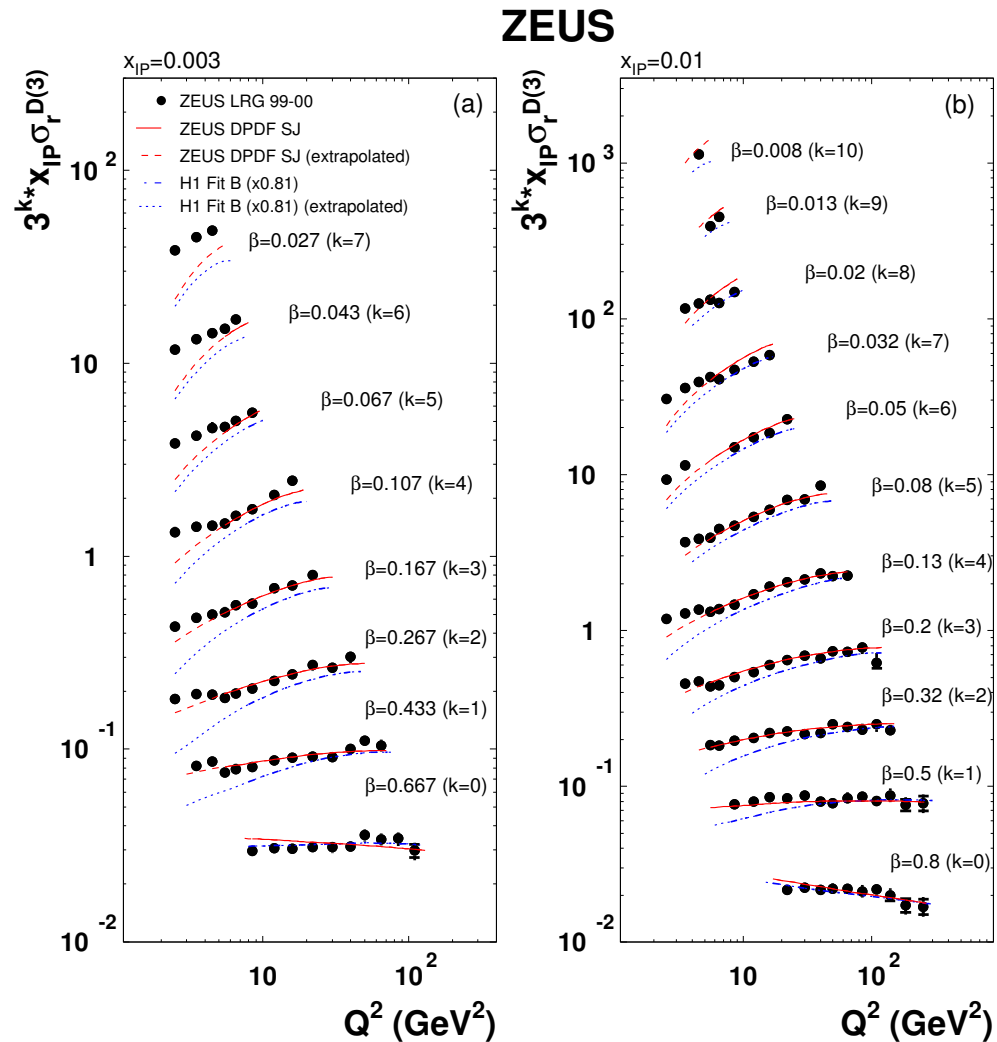 ZEUS
x_IP=0.003
3^k* x_IP σ_r^D(3)
(a)
ZEUS LRG 99-00
ZEUS DPDF SJ
ZEUS DPDF SJ (extrapolated)
H1 Fit B (x0.81)
H1 Fit B (x0.81) (extrapolated)
β=0.027 (k=7)
β=0.043 (k=6)
β=0.067 (k=5)
β=0.107 (k=4)
β=0.167 (k=3)
β=0.267 (k=2)
β=0.433 (k=1)
β=0.667 (k=0)
10^2
10
1
10^-1
10^-2
10
10^2
Q^2 (GeV^2)
x_IP=0.01
3^k* x_IP σ_r^D(3)
(b)
β=0.008 (k=10)
β=0.013 (k=9)
β=0.02 (k=8)
β=0.032 (k=7)
β=0.05 (k=6)
β=0.08 (k=5)
β=0.13 (k=4)
β=0.2 (k=3)
β=0.32 (k=2)
β=0.5 (k=1)
β=0.8 (k=0)
10^3
10^2
10
1
10^-1
10^-2
10
10^2
Q^2 (GeV^2)